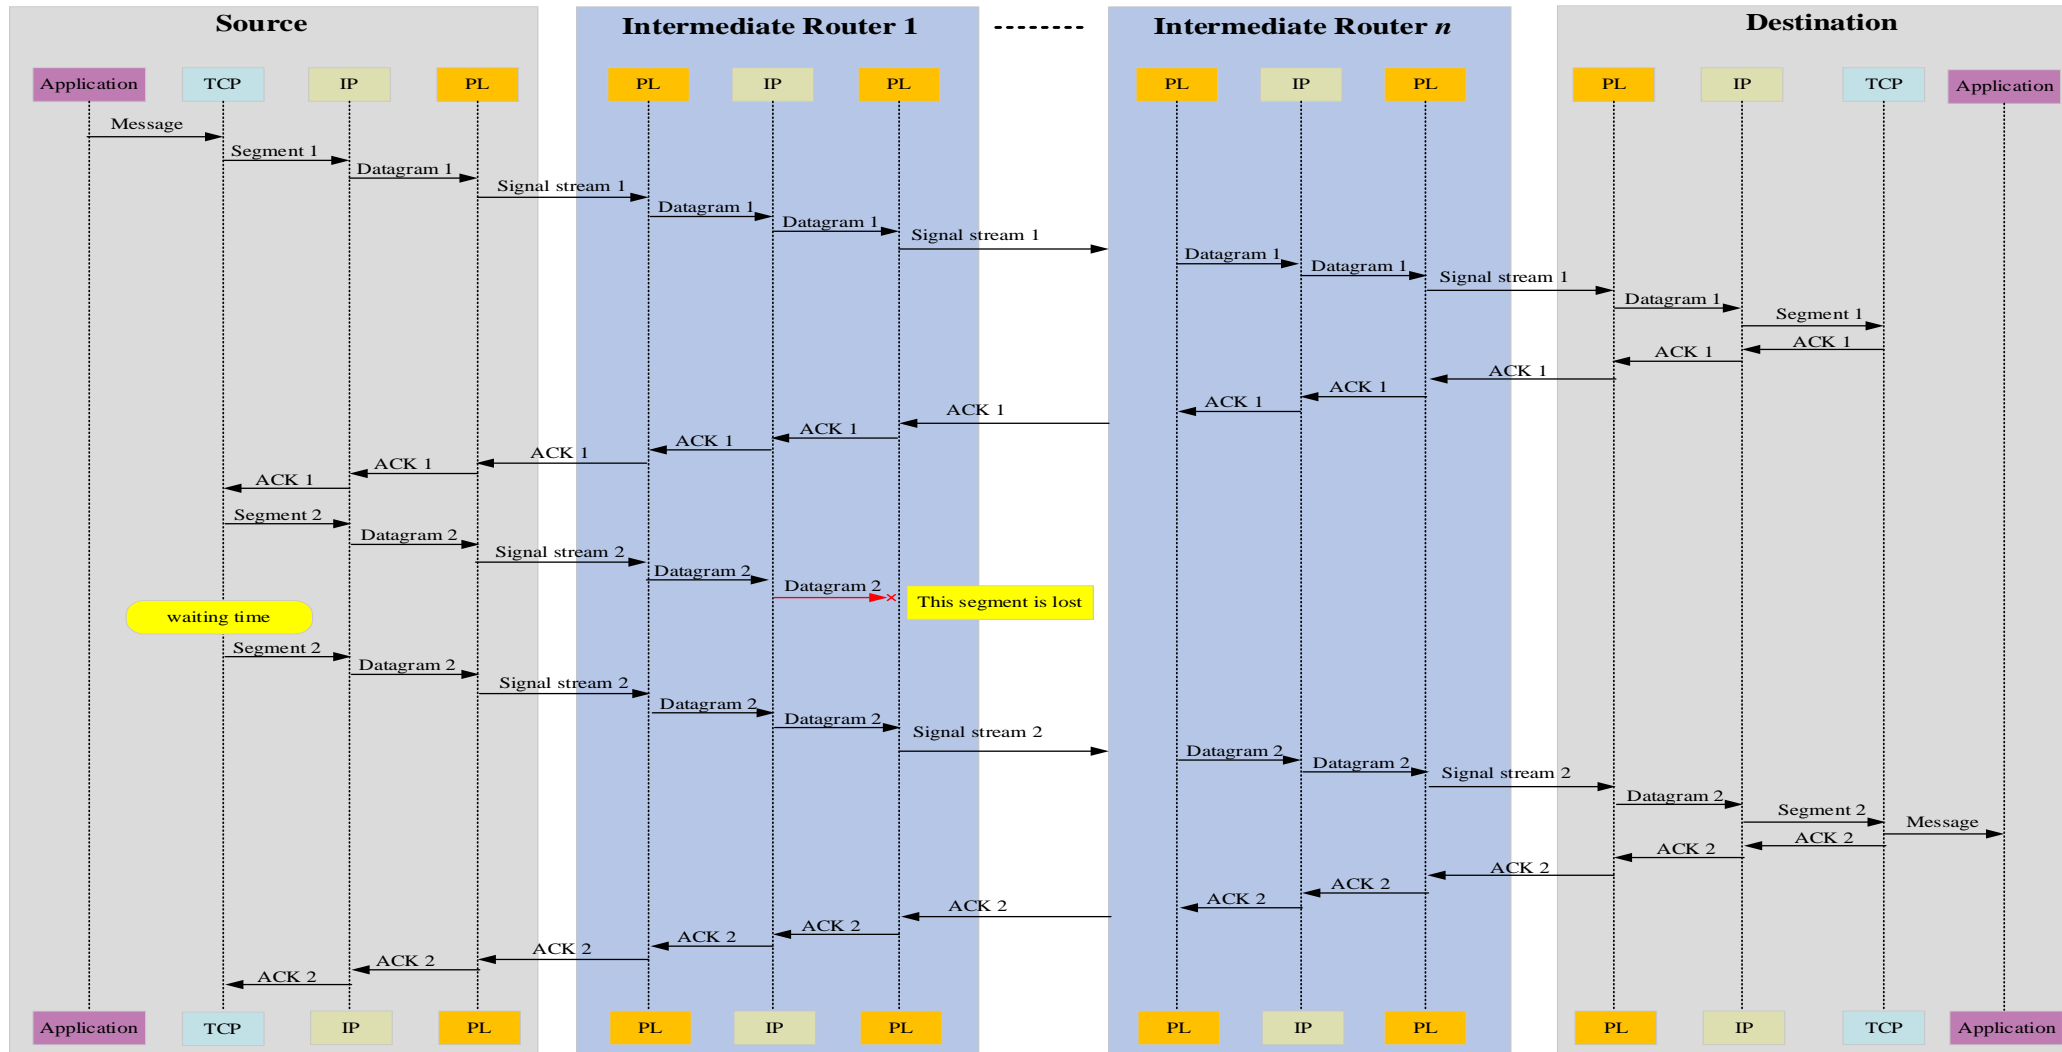 Source
Intermediate Router 1
Intermediate Router n
Destination
Application
TCP
IP
PL
PL
IP
PL
PL
IP
PL
PL
IP
TCP
Application
Message
Segment 1
Datagram 1
Signal stream 1
Datagram 1
Datagram 1
Signal stream 1
Datagram 1
Datagram 1
Signal stream 1
Datagram 1
Segment 1
ACK 1
ACK 1
ACK 1
ACK 1
ACK 1
ACK 1
ACK 1
ACK 1
ACK 1
ACK 1
ACK 1
Segment 2
Datagram 2
Signal stream 2
Datagram 2
Datagram 2
This segment is lost
waiting time
Segment 2
Datagram 2
Signal stream 2
Datagram 2
Datagram 2
Signal stream 2
Datagram 2
Datagram 2
Signal stream 2
Datagram 2
Segment 2
Message
ACK 2
ACK 2
ACK 2
ACK 2
ACK 2
ACK 2
ACK 2
ACK 2
ACK 2
ACK 2
ACK 2
Application
TCP
IP
PL
PL
IP
PL
PL
IP
PL
PL
IP
TCP
Application